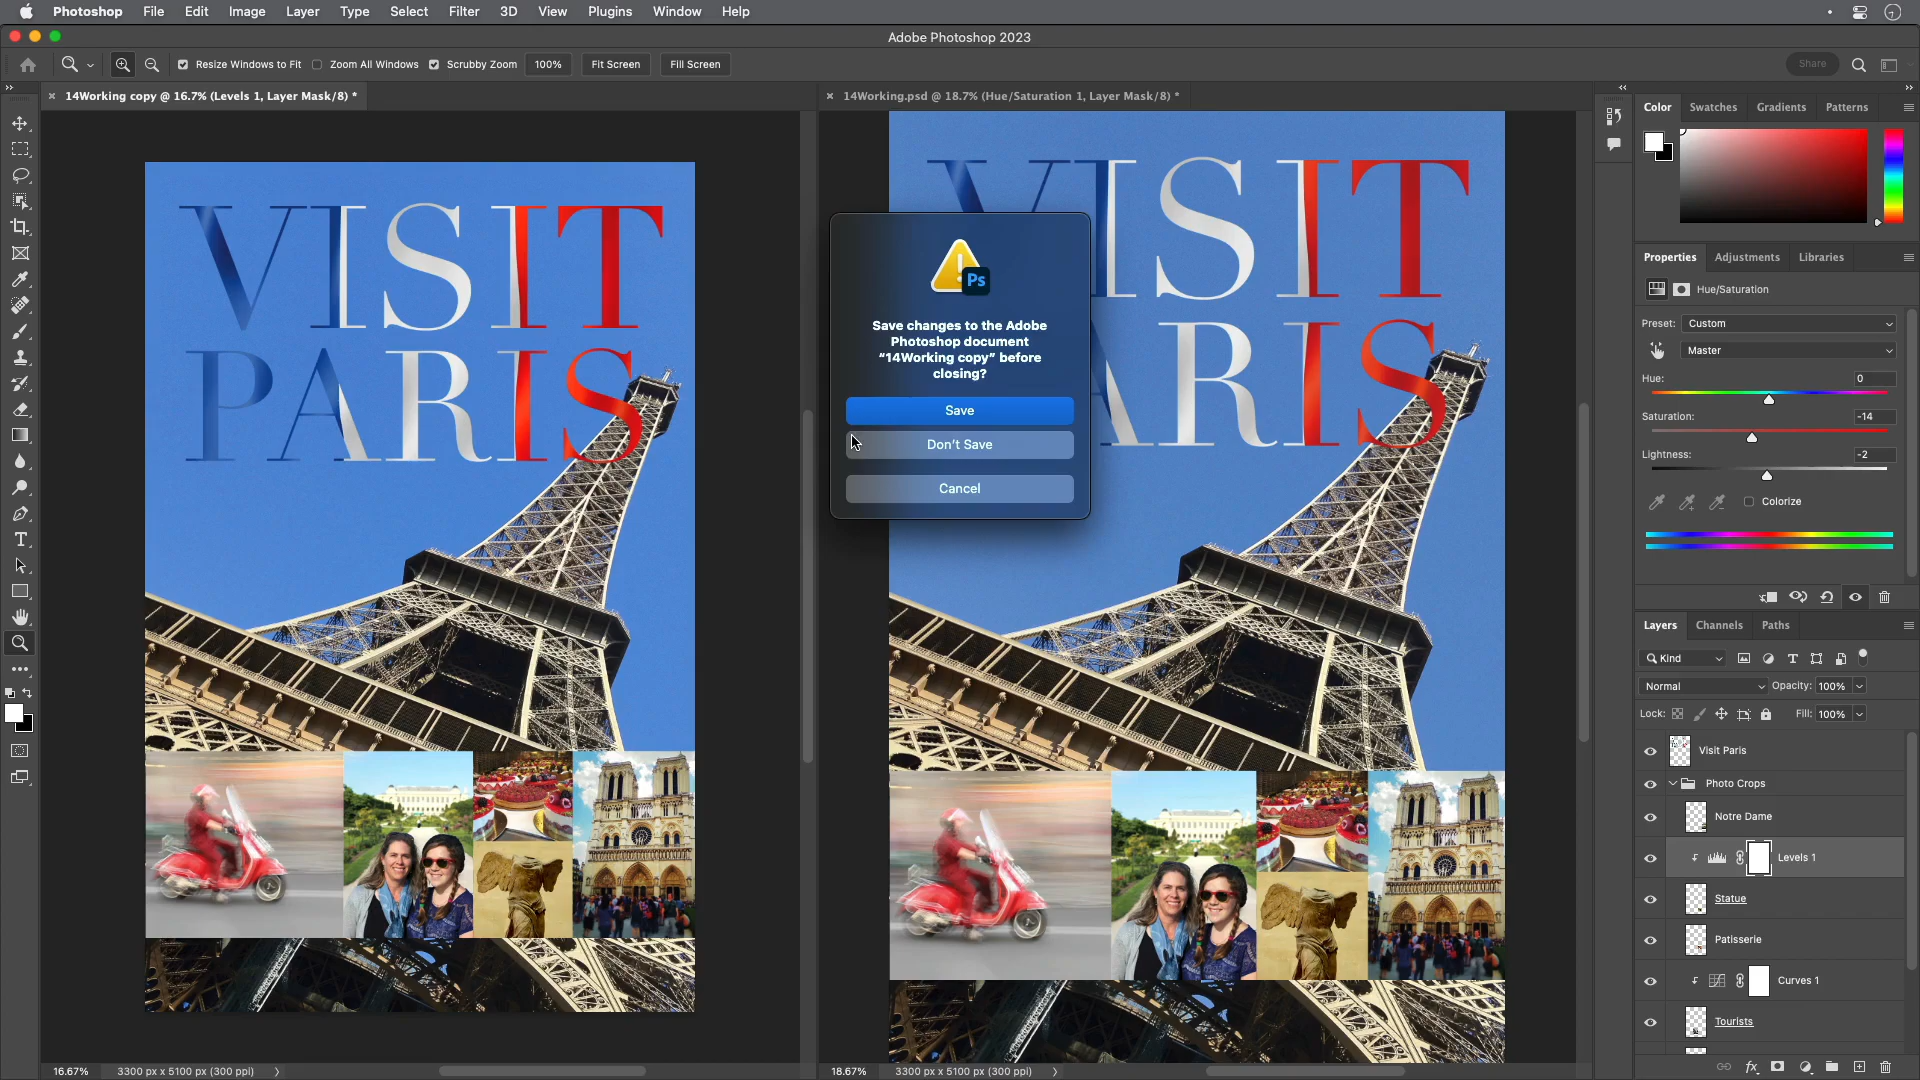 Photoshop File Edit Image Layer Type Select Filter 3D View Plugins Window Help
Adobe Photoshop 2023
Resize Windows to Fit Zoom All Windows Scrubby Zoom 100% Fit Screen Fill Screen Share
14Working copy @ 16.7% (Levels 1, Layer Mask/8) *
14Working.psd @ 18.7% (Hue/Saturation 1, Layer Mask/8) *
VISIT
PARIS
VISIT
ARIS
Ps
Save changes to the Adobe
Photoshop document
“14Working copy” before
closing?
Save
Don’t Save
Cancel
16.67% 3300 px x 5100 px (300 ppi)
18.67% 3300 px x 5100 px (300 ppi)
Color Swatches Gradients Patterns
Properties Adjustments Libraries
Hue/Saturation
Preset: Custom
Master
Hue: 0
Saturation: -14
Lightness: -2
Colorize
Layers Channels Paths
Kind
Normal Opacity: 100%
Lock: Fill: 100%
Visit Paris
Photo Crops
Notre Dame
Levels 1
Statue
Patisserie
Curves 1
Tourists
fx